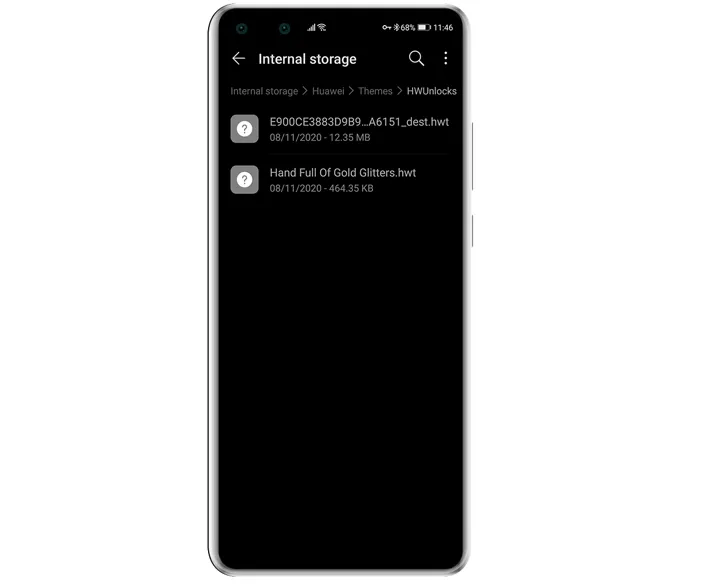 68% 11:46
Internal storage
Internal storage > Huawei > Themes > HWUnlocks
E900CE3883D9B9...A6151_dest.hwt
08/11/2020 - 12.35 MB
Hand Full Of Gold Glitters.hwt
08/11/2020 - 464.35 KB